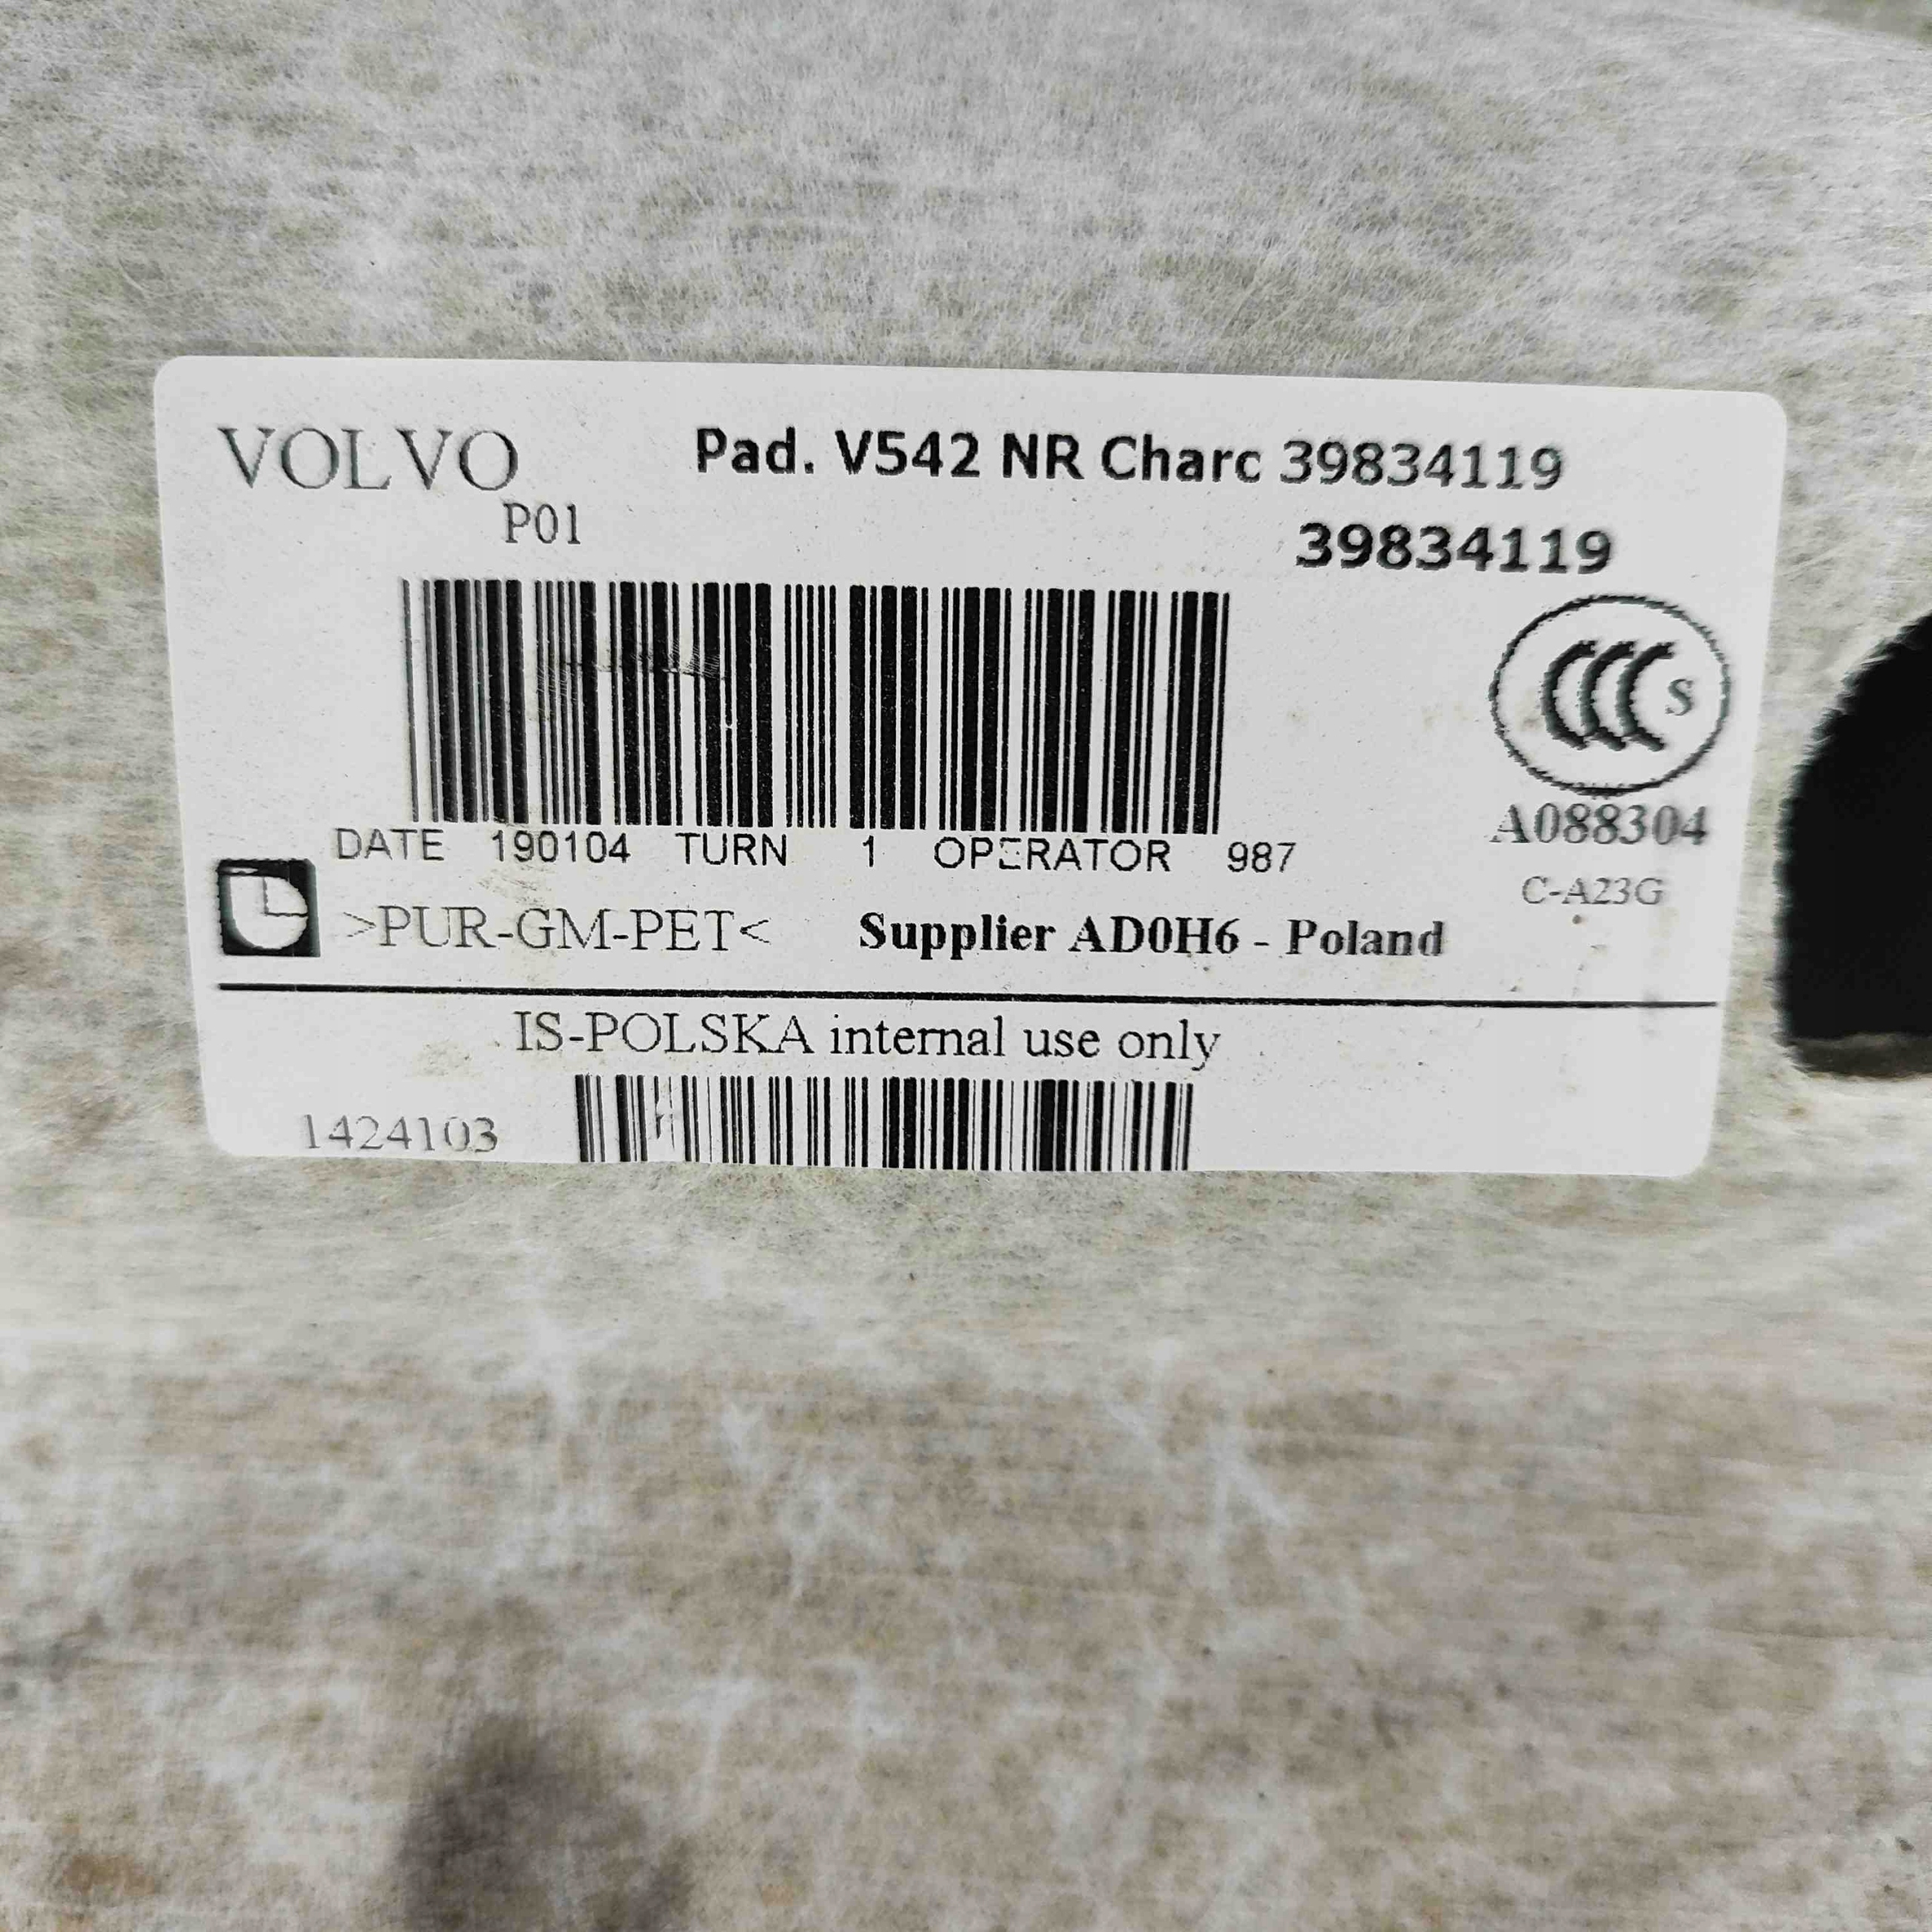 VOLVO
P01
Pad. V542 NR Charc 39834119
39834119
CCC S
A088304
C-A23G
DATE 190104 TURN 1 OPERATOR 987
>PUR-GM-PET< Supplier AD0H6 - Poland
IS-POLSKA internal use only
1424103